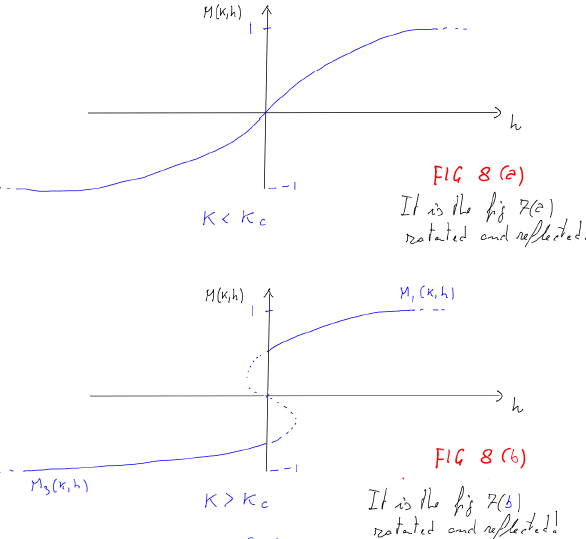 M(K,h)
1
h
FIG 8 (a)
It is the fig 7(a)
rotated and reflected.
-1
K < Kc
M(K,h)
M₁(K,h)
1
h
FIG 8 (b)
-1
M₃(K,h)
K > Kc
It is the fig 7(b)
rotated and reflected!